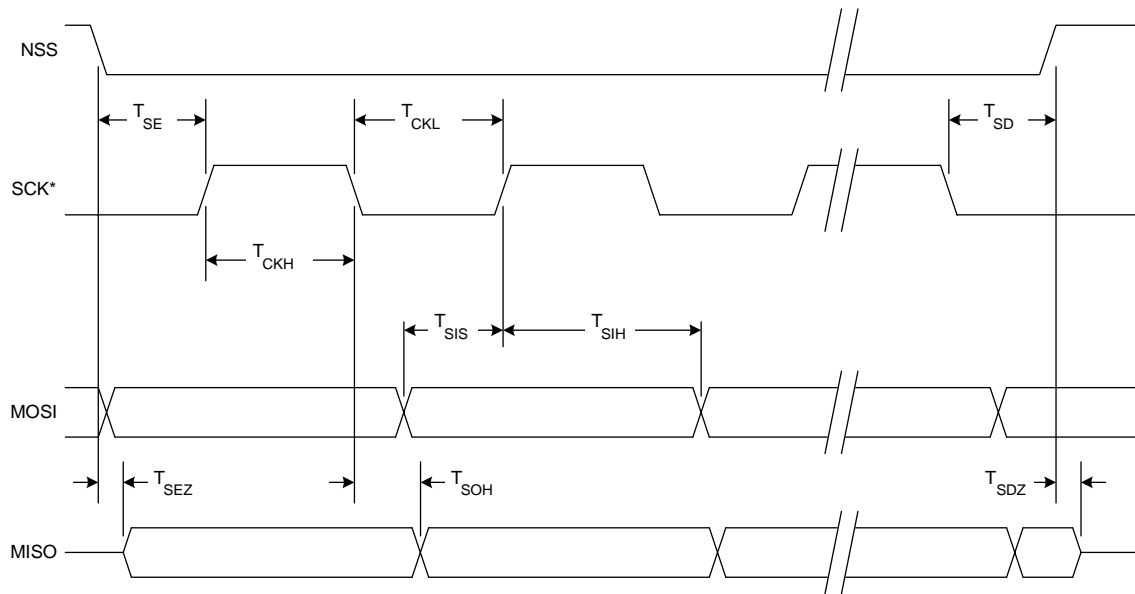 NSS
T_SE
T_CKL
T_SD
SCK*
T_CKH
T_SIS
T_SIH
MOSI
T_SEZ
T_SOH
T_SDZ
MISO